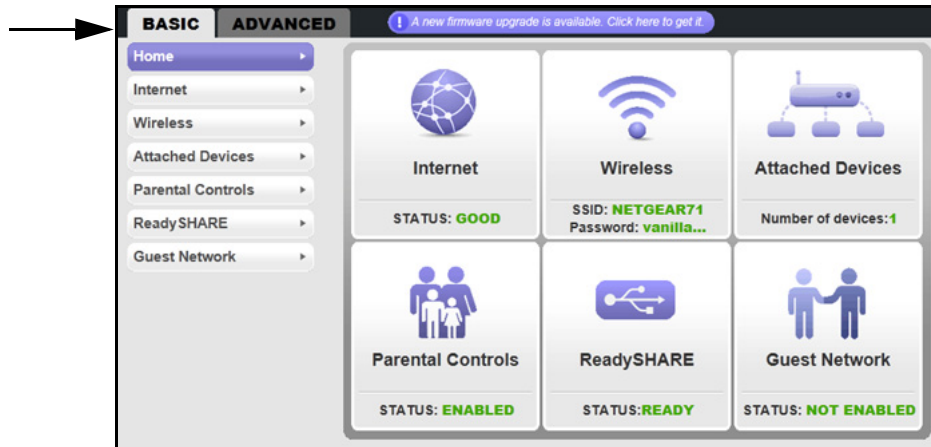 BASIC ADVANCED
! A new firmware upgrade is available. Click here to get it.
Home
Internet
Wireless
Attached Devices
Parental Controls
ReadySHARE
Guest Network
Internet
STATUS: GOOD
Wireless
SSID: NETGEAR71
Password: vanilla...
Attached Devices
Number of devices:1
Parental Controls
STATUS: ENABLED
ReadySHARE
STATUS:READY
Guest Network
STATUS: NOT ENABLED